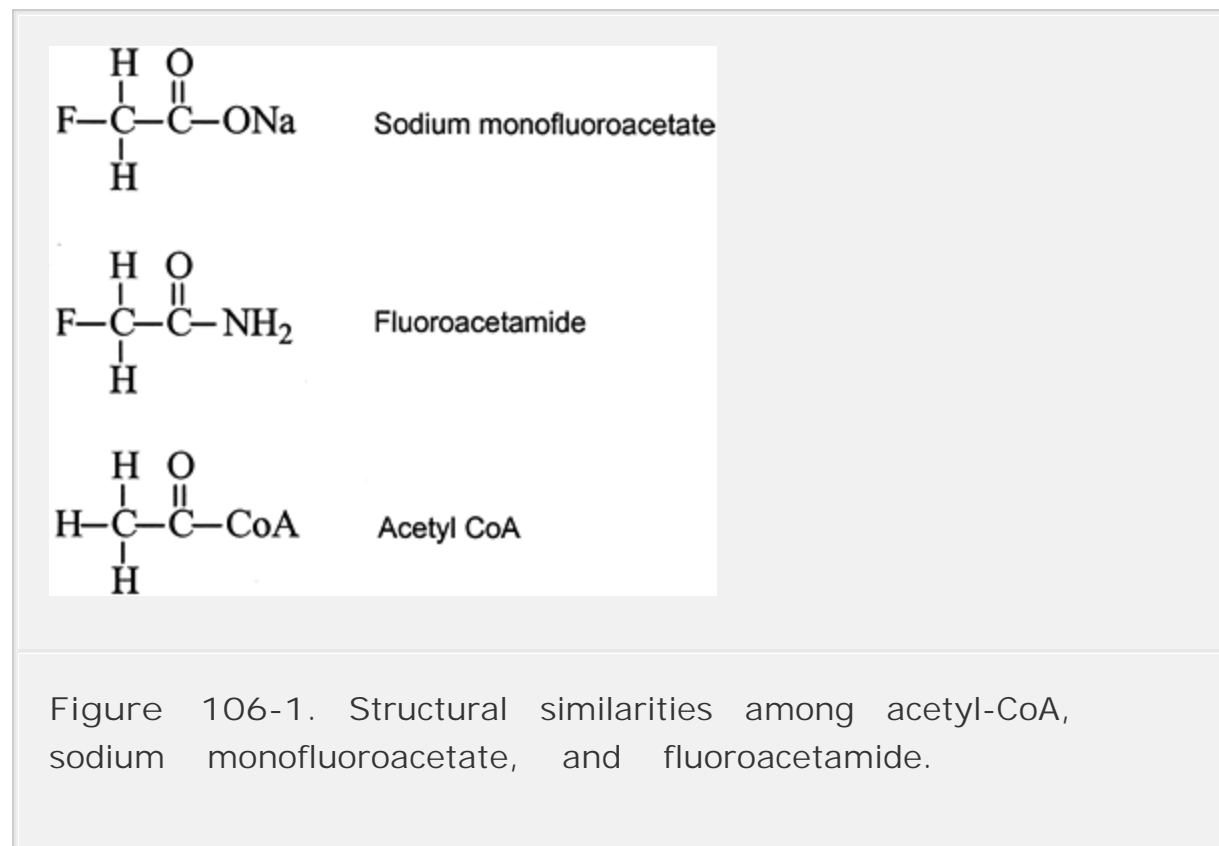 H O
F—C—C—ONa Sodium monofluoroacetate
H
H O
F—C—C—NH₂ Fluoroacetamide
H
H O
H—C—C—CoA Acetyl CoA
H
Figure 106-1. Structural similarities among acetyl-CoA,
sodium monofluoroacetate, and fluoroacetamide.